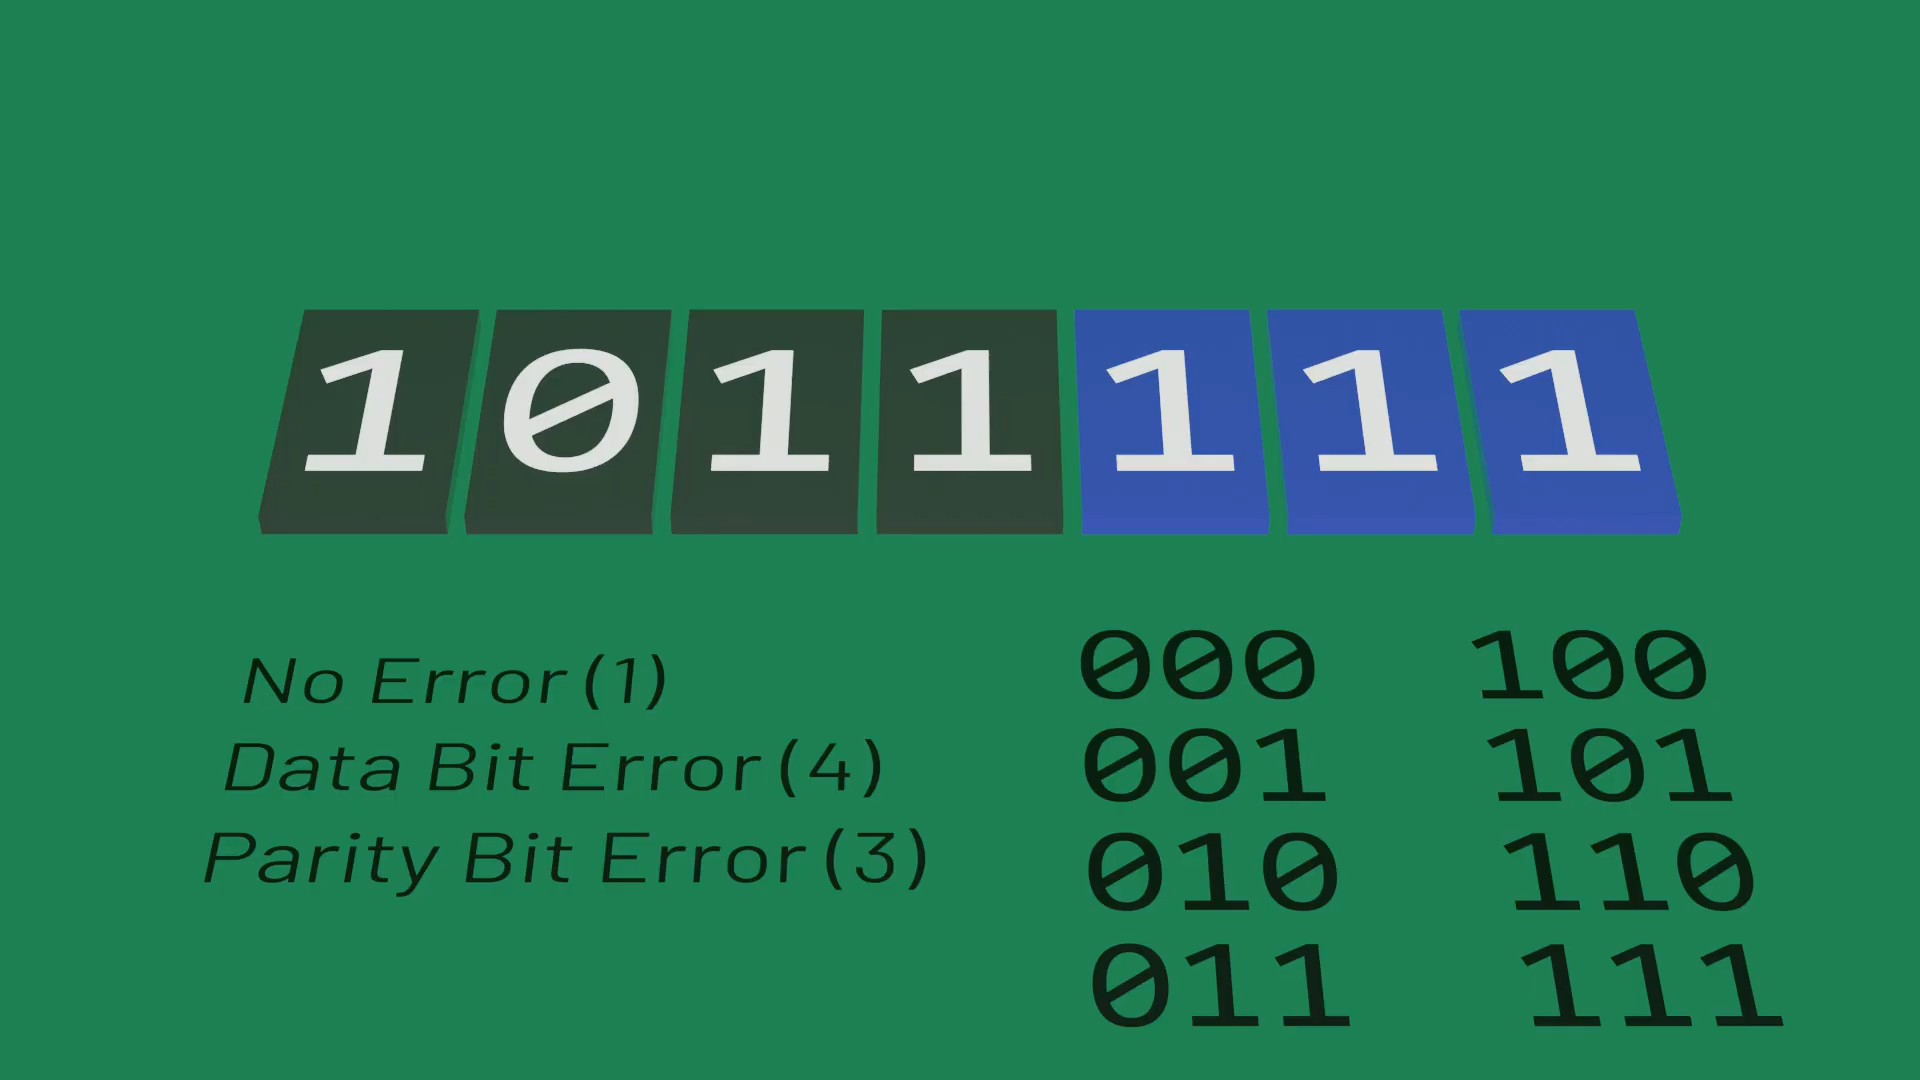 1011111
No Error (1)
Data Bit Error (4)
Parity Bit Error (3)
000 100
001 101
010 110
011 111